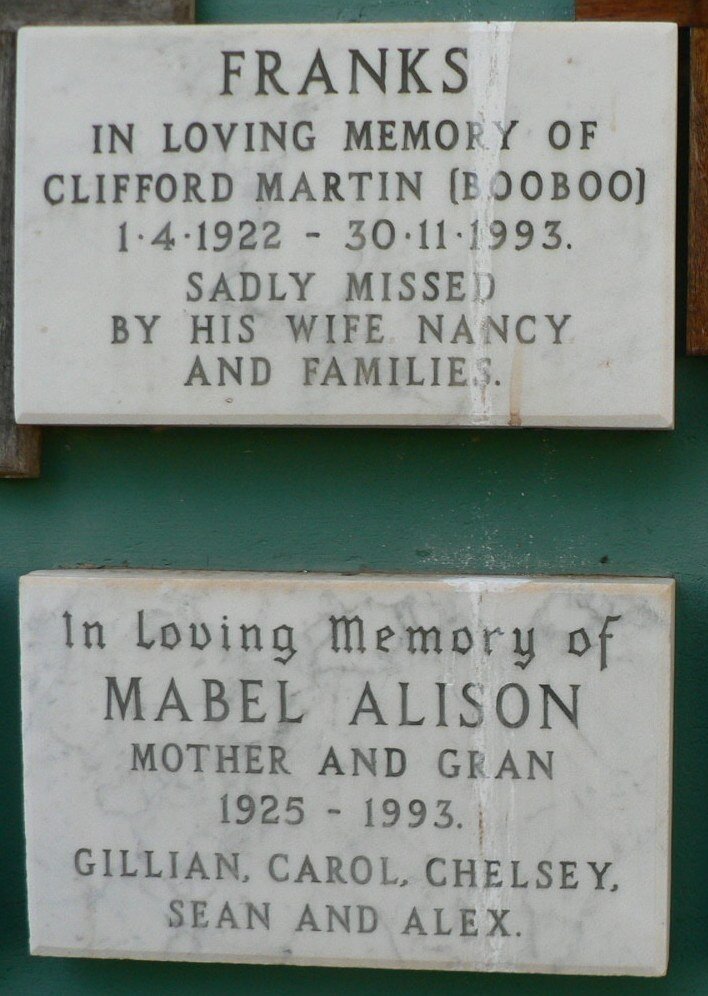 FRANKS
IN LOVING MEMORY OF
CLIFFORD MARTIN (BOOBOO)
1·4·1922 - 30·11·1993.
SADLY MISSED
BY HIS WIFE NANCY
AND FAMILIES.
In Loving Memory of
MABEL ALISON
MOTHER AND GRAN
1925 - 1993.
GILLIAN, CAROL, CHELSEY,
SEAN AND ALEX.